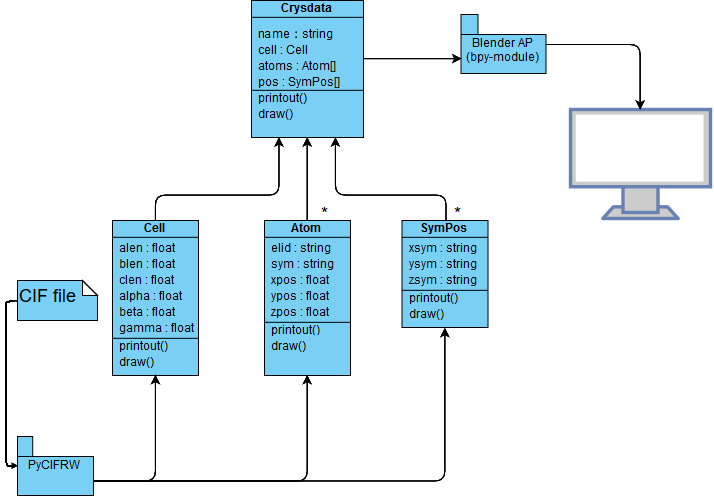 Crysdata
name : string
cell : Cell
atoms : Atom[]
pos : SymPos[]
printout()
draw()
Blender AP
(bpy-module)
*
*
Cell
alen : float
blen : float
clen : float
alpha : float
beta : float
gamma : float
printout()
draw()
Atom
elid : string
sym : string
xpos : float
ypos : float
zpos : float
printout()
draw()
SymPos
xsym : string
ysym : string
zsym : string
printout()
draw()
CIF file
PyCIFRW